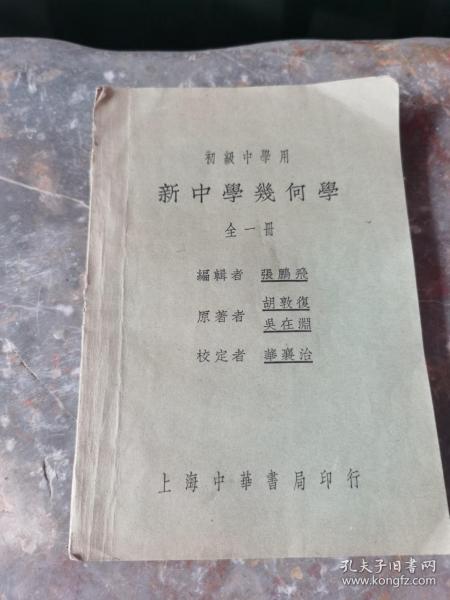 初級中學用
新中學幾何學
全一冊
編輯者 張鵬飛
原著者 胡敦復
吳在淵
校定者 華襄治
上海中華書局印行
孔夫子旧书网
www.kongfz.com